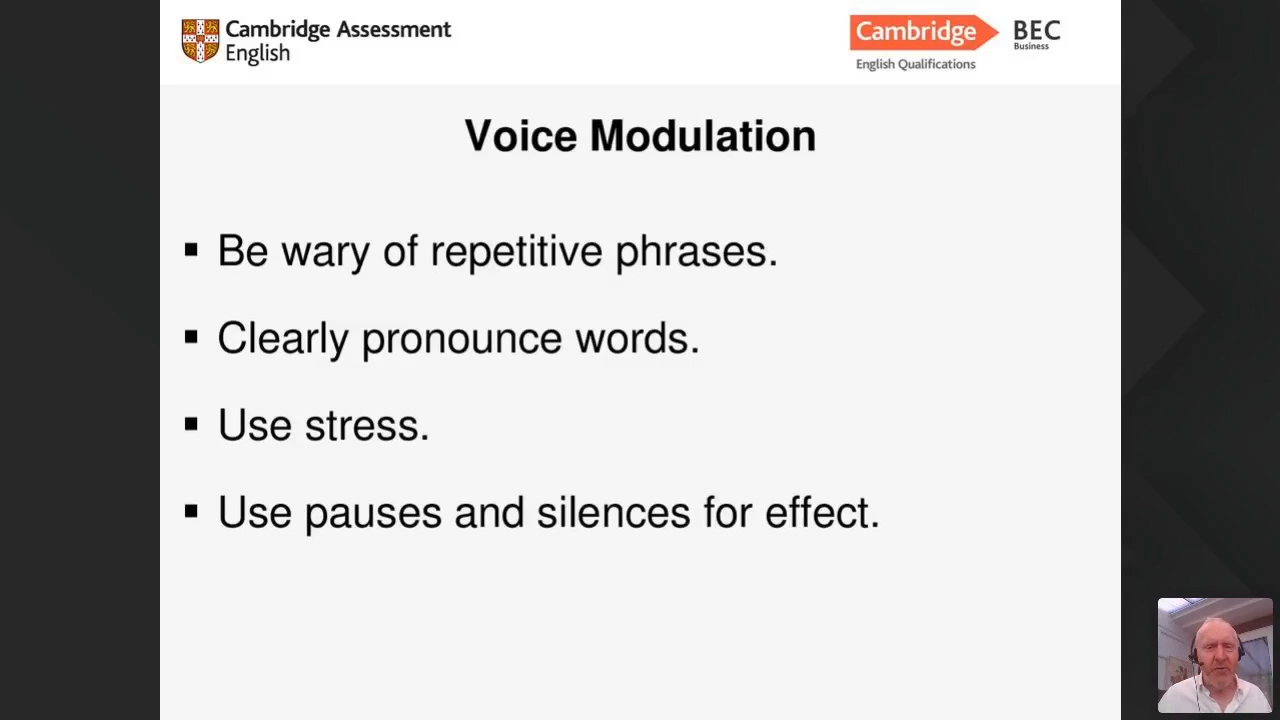 Cambridge Assessment
English
Cambridge
English Qualifications
BEC
Business
Voice Modulation
▪ Be wary of repetitive phrases.
▪ Clearly pronounce words.
▪ Use stress.
▪ Use pauses and silences for effect.